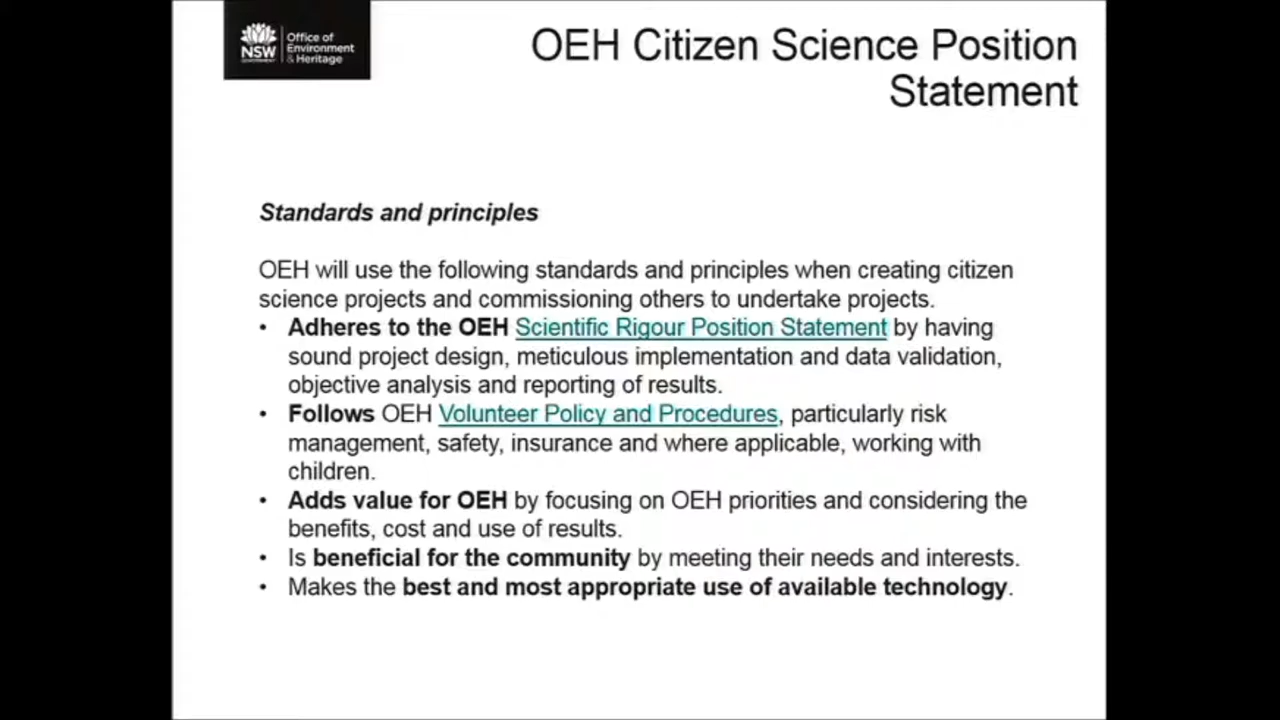 NSW
GOVERNMENT
Office of
Environment
& Heritage
OEH Citizen Science Position
Statement
Standards and principles
OEH will use the following standards and principles when creating citizen
science projects and commissioning others to undertake projects.
• Adheres to the OEH Scientific Rigour Position Statement by having
sound project design, meticulous implementation and data validation,
objective analysis and reporting of results.
• Follows OEH Volunteer Policy and Procedures, particularly risk
management, safety, insurance and where applicable, working with
children.
• Adds value for OEH by focusing on OEH priorities and considering the
benefits, cost and use of results.
• Is beneficial for the community by meeting their needs and interests.
• Makes the best and most appropriate use of available technology.